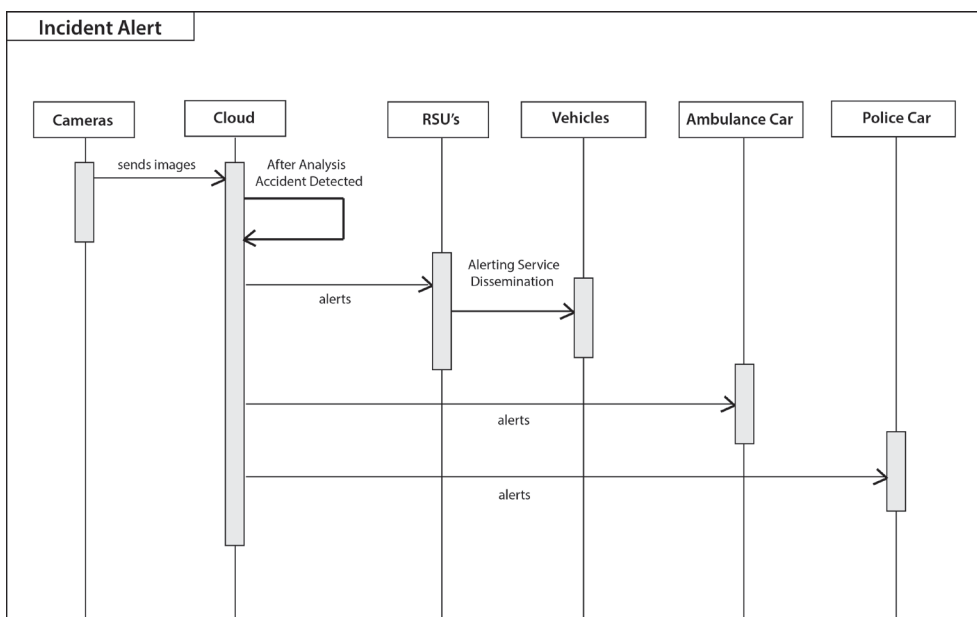 Incident Alert
Cameras
Cloud
RSU's
Vehicles
Ambulance Car
Police Car
sends images
After Analysis
Accident Detected
Alerting Service
Dissemination
alerts
alerts
alerts